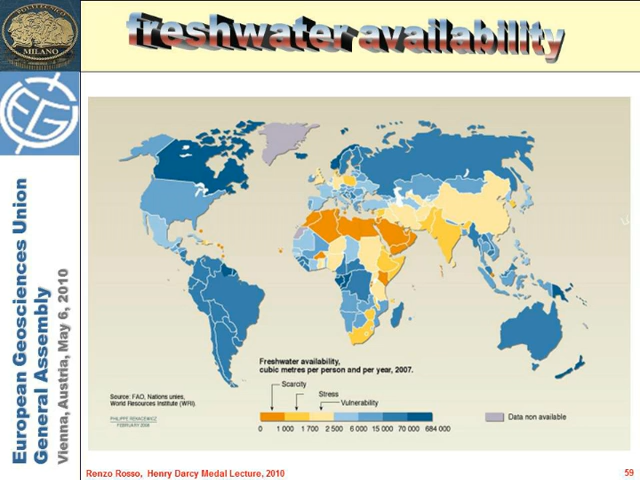 POLITECNICO
MILANO
freshwater availability
EG
European Geosciences Union
General Assembly
Vienna, Austria, May 6, 2010
Freshwater availability,
cubic metres per person and per year, 2007.
Scarcity
Stress
Vulnerability
0 1 000 1 700 2 500 6 000 15 000 70 000 684 000
Data non available
Source: FAO, Nations unies,
World Resources Institute (WRI).
PHILIPPE REKACEWICZ
FEBRUARY 2008
Renzo Rosso, Henry Darcy Medal Lecture, 2010
59